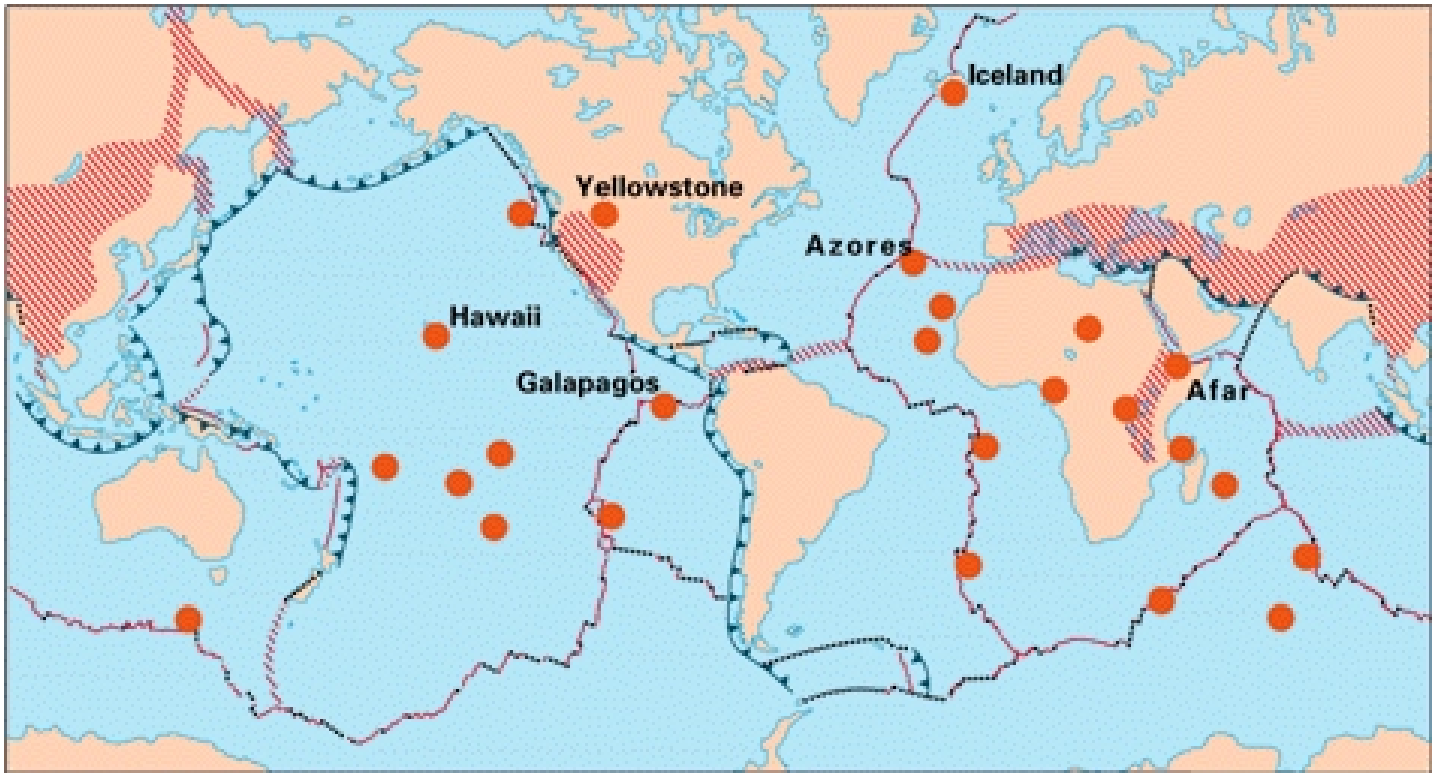 Iceland
Yellowstone
Azores
Hawaii
Galapagos
Afar